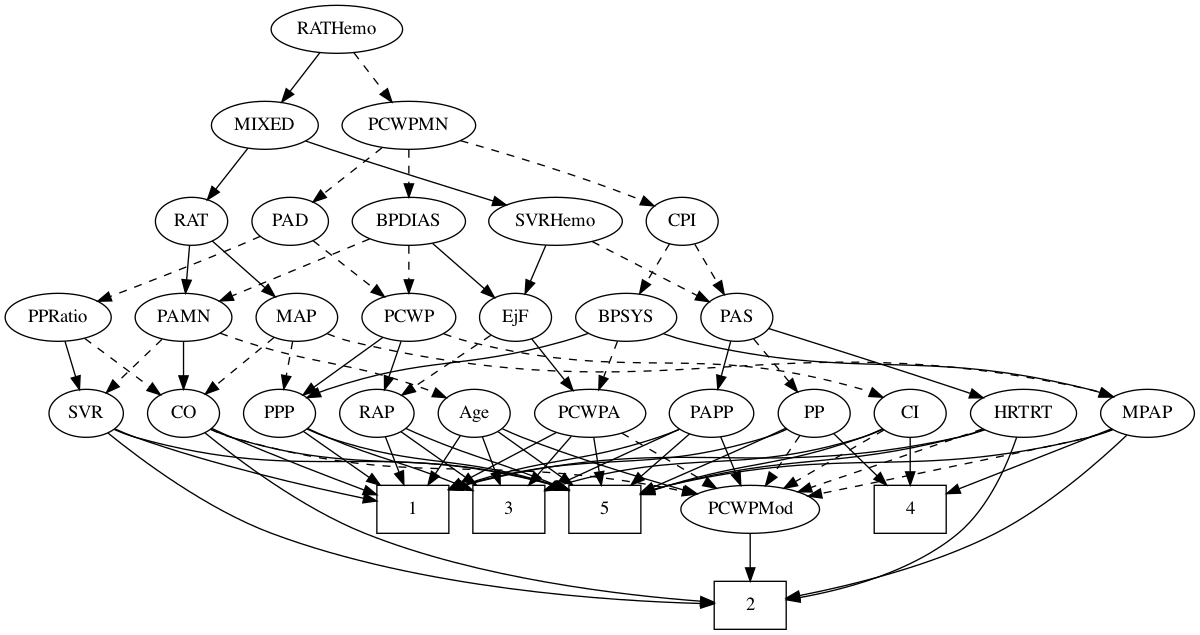 RATHemo
MIXED PCWPMN
RAT PAD BPDIAS SVRHemo CPI
PPRatio PAMN MAP PCWP EjF BPSYS PAS
SVR CO PPP RAP Age PCWPA PAPP PP CI HRTRT MPAP
1 3 5 PCWPMod 4
2